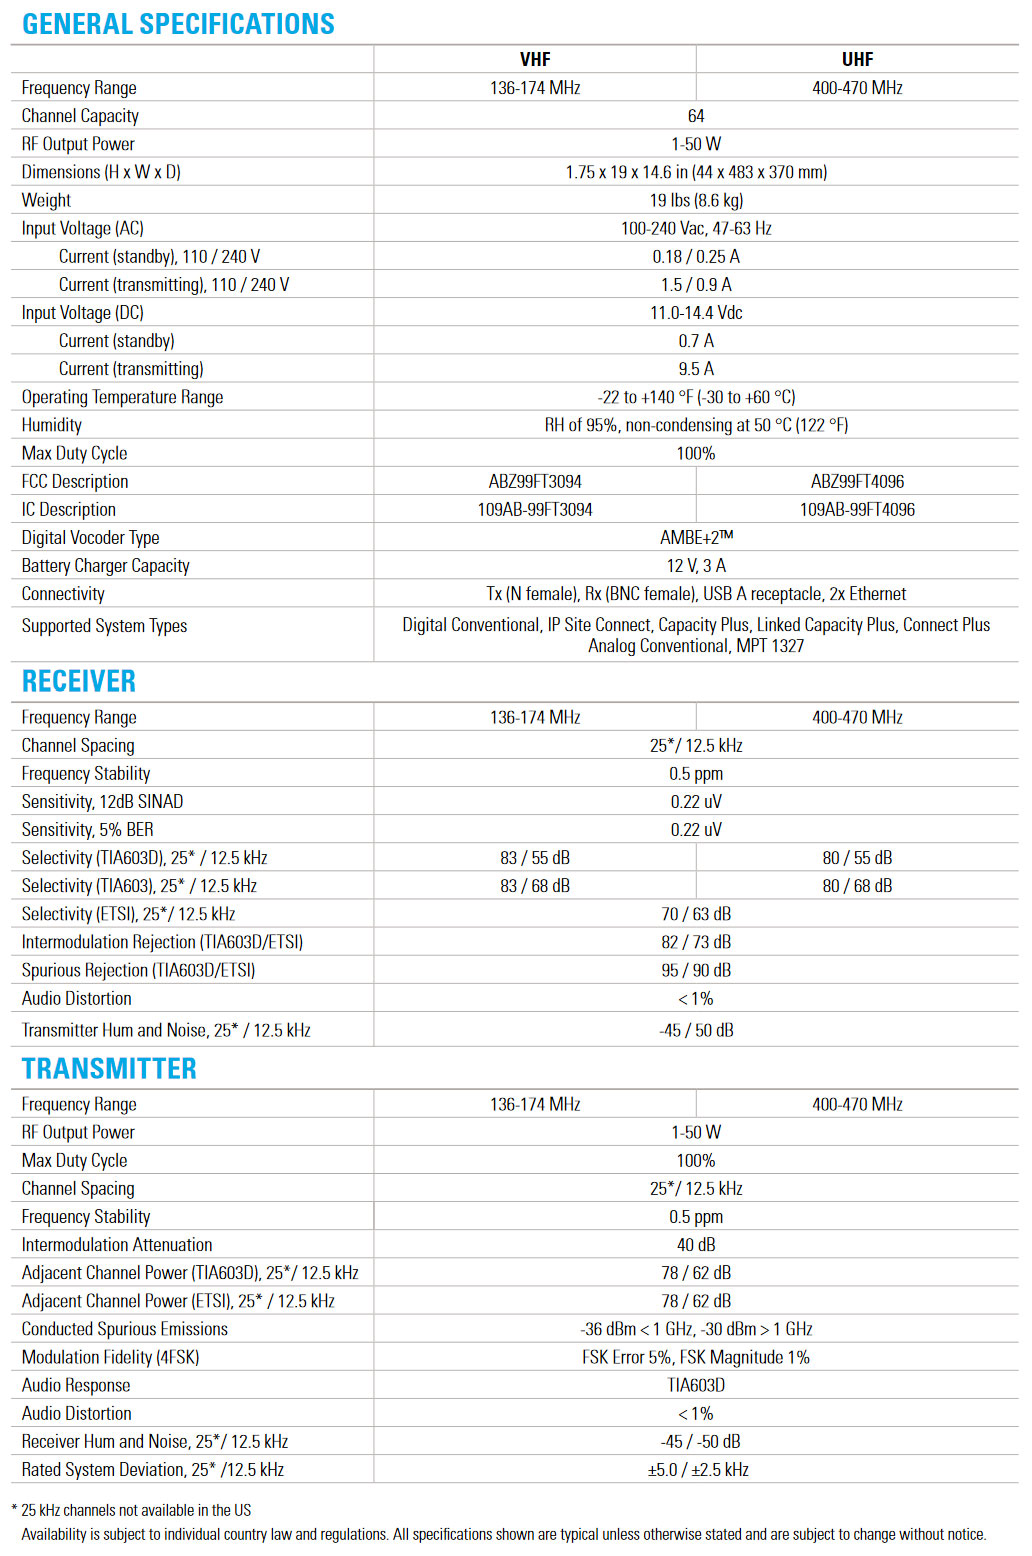 GENERAL SPECIFICATIONS
VHF UHF
Frequency Range 136-174 MHz 400-470 MHz
Channel Capacity 64
RF Output Power 1-50 W
Dimensions (H x W x D) 1.75 x 19 x 14.6 in (44 x 483 x 370 mm)
Weight 19 lbs (8.6 kg)
Input Voltage (AC) 100-240 Vac, 47-63 Hz
Current (standby), 110 / 240 V 0.18 / 0.25 A
Current (transmitting), 110 / 240 V 1.5 / 0.9 A
Input Voltage (DC) 11.0-14.4 Vdc
Current (standby) 0.7 A
Current (transmitting) 9.5 A
Operating Temperature Range -22 to +140 °F (-30 to +60 °C)
Humidity RH of 95%, non-condensing at 50 °C (122 °F)
Max Duty Cycle 100%
FCC Description ABZ99FT3094 ABZ99FT4096
IC Description 109AB-99FT3094 109AB-99FT4096
Digital Vocoder Type AMBE+2™
Battery Charger Capacity 12 V, 3 A
Connectivity Tx (N female), Rx (BNC female), USB A receptacle, 2x Ethernet
Supported System Types Digital Conventional, IP Site Connect, Capacity Plus, Linked Capacity Plus, Connect Plus
Analog Conventional, MPT 1327
RECEIVER
Frequency Range 136-174 MHz 400-470 MHz
Channel Spacing 25*/ 12.5 kHz
Frequency Stability 0.5 ppm
Sensitivity, 12dB SINAD 0.22 uV
Sensitivity, 5% BER 0.22 uV
Selectivity (TIA603D), 25* / 12.5 kHz 83 / 55 dB 80 / 55 dB
Selectivity (TIA603), 25* / 12.5 kHz 83 / 68 dB 80 / 68 dB
Selectivity (ETSI), 25*/ 12.5 kHz 70 / 63 dB
Intermodulation Rejection (TIA603D/ETSI) 82 / 73 dB
Spurious Rejection (TIA603D/ETSI) 95 / 90 dB
Audio Distortion < 1%
Transmitter Hum and Noise, 25* / 12.5 kHz -45 / 50 dB
TRANSMITTER
Frequency Range 136-174 MHz 400-470 MHz
RF Output Power 1-50 W
Max Duty Cycle 100%
Channel Spacing 25*/ 12.5 kHz
Frequency Stability 0.5 ppm
Intermodulation Attenuation 40 dB
Adjacent Channel Power (TIA603D), 25*/ 12.5 kHz 78 / 62 dB
Adjacent Channel Power (ETSI), 25* / 12.5 kHz 78 / 62 dB
Conducted Spurious Emissions -36 dBm < 1 GHz, -30 dBm > 1 GHz
Modulation Fidelity (4FSK) FSK Error 5%, FSK Magnitude 1%
Audio Response TIA603D
Audio Distortion < 1%
Receiver Hum and Noise, 25*/ 12.5 kHz -45 / -50 dB
Rated System Deviation, 25* /12.5 kHz ±5.0 / ±2.5 kHz
* 25 kHz channels not available in the US
Availability is subject to individual country law and regulations. All specifications shown are typical unless otherwise stated and are subject to change without notice.